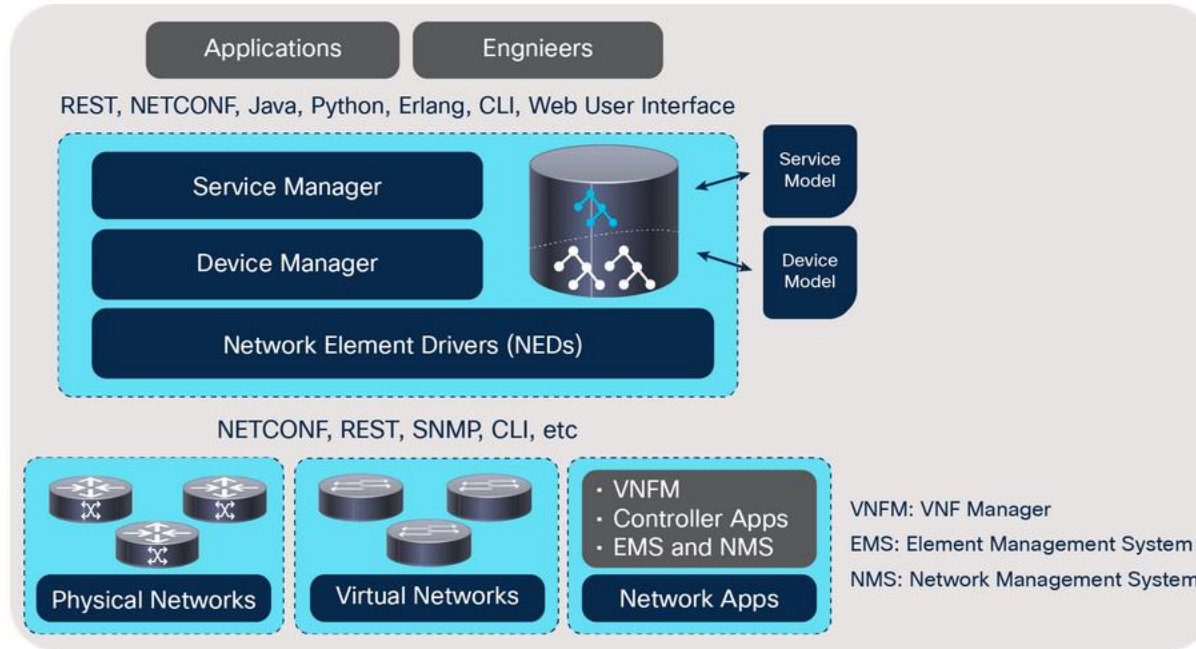 Applications
Engnieers
REST, NETCONF, Java, Python, Erlang, CLI, Web User Interface
Service Manager
Device Manager
Network Element Drivers (NEDs)
Service
Model
Device
Model
NETCONF, REST, SNMP, CLI, etc
Physical Networks
Virtual Networks
· VNFM
· Controller Apps
· EMS and NMS
Network Apps
VNFM: VNF Manager
EMS: Element Management System
NMS: Network Management System